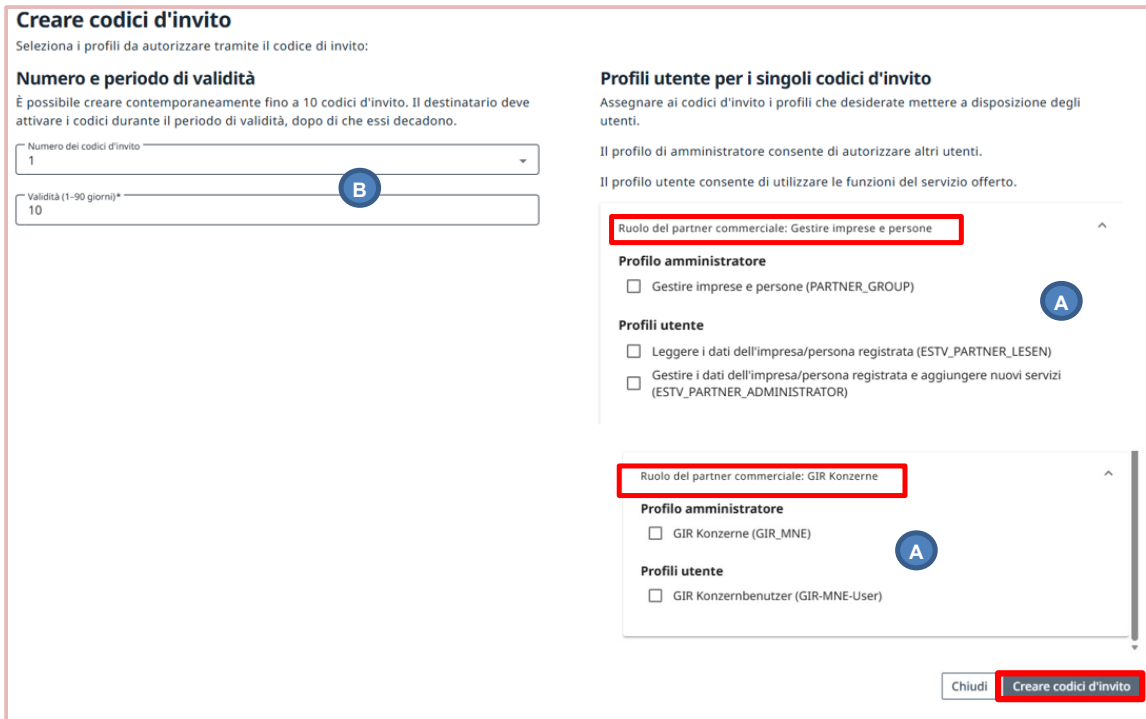 Creare codici d'invito
Seleziona i profili da autorizzare tramite il codice di invito:
Numero e periodo di validità
È possibile creare contemporaneamente fino a 10 codici d'invito. Il destinatario deve
attivare i codici durante il periodo di validità, dopo di che essi decadono.
Numero dei codici d'invito
1
B
Validità (1–90 giorni)*
10
Profili utente per i singoli codici d'invito
Assegnare ai codici d'invito i profili che desiderate mettere a disposizione degli
utenti.
Il profilo di amministratore consente di autorizzare altri utenti.
Il profilo utente consente di utilizzare le funzioni del servizio offerto.
Ruolo del partner commerciale: Gestire imprese e persone
Profilo amministratore
Gestire imprese e persone (PARTNER_GROUP)
A
Profili utente
Leggere i dati dell'impresa/persona registrata (ESTV_PARTNER_LESEN)
Gestire i dati dell'impresa/persona registrata e aggiungere nuovi servizi
(ESTV_PARTNER_ADMINISTRATOR)
Ruolo del partner commerciale: GIR Konzerne
Profilo amministratore
GIR Konzerne (GIR_MNE)
A
Profili utente
GIR Konzernbenutzer (GIR-MNE-User)
Chiudi
Creare codici d'invito